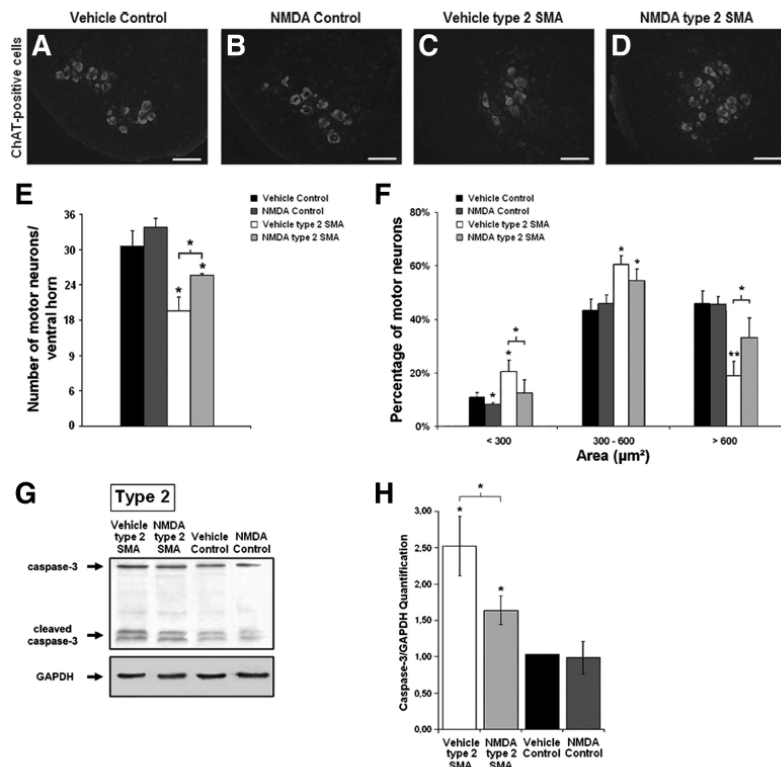 Vehicle Control
NMDA Control
Vehicle type 2 SMA
NMDA type 2 SMA
ChAT-positive cells
A
B
C
D
E
Vehicle Control
NMDA Control
Vehicle type 2 SMA
NMDA type 2 SMA
Number of motor neurons/
ventral horn
36
30
24
18
9
6
0
*
*
*
F
Vehicle Control
NMDA Control
Vehicle type 2 SMA
NMDA type 2 SMA
Percentage of motor neurons
80%
60%
40%
20%
0%
*
*
*
*
*
*
**
< 300
300 - 600
> 600
Area (µm²)
G
Type 2
Vehicle type 2 SMA
NMDA type 2 SMA
Vehicle Control
NMDA Control
caspase-3
cleaved
caspase-3
GAPDH
H
Caspase-3/GAPDH Quantification
3,00
2,50
2,00
1,50
1,00
0,50
0,00
*
*
*
Vehicle type 2 SMA
NMDA type 2 SMA
Vehicle Control
NMDA Control